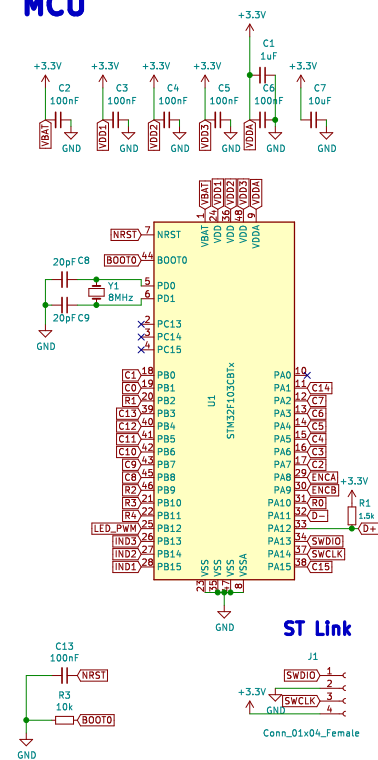 MCU
+3.3V
C1
1uF
+3.3V +3.3V +3.3V +3.3V +3.3V
C2 C3 C4 C5 C6 C7
100nF 100nF 100nF 100nF 100nF 10uF
VBAT VDD1 VDD2 VDD3 VDDA
GND GND GND GND GND GND
VBAT VDD1 VDD2 VDD3 VDDA
1 24 36 48 9
VBAT VDD VDD VDD VDDA
NRST 7 NRST
BOOT0 44 BOOT0
20pF C8
5 PD0
Y1
8MHz
6 PD1
20pF C9
GND
2 PC13
3 PC14
4 PC15
U1
STM32F103CBTx
C1 18 PB0 PA0 10
C0 19 PB1 PA1 11 C14
R1 20 PB2 PA2 12 C7
C13 39 PB3 PA3 13 C6
C12 40 PB4 PA4 14 C5
C11 41 PB5 PA5 15 C4
C10 42 PB6 PA6 16 C3
C9 43 PB7 PA7 17 C2
C8 45 PB8 PA8 29 ENCA
R2 46 PB9 PA9 30 ENCB
R3 21 PB10 PA10 31 R0
R4 22 PB11 PA11 32 D-
LED_PWM 25 PB12 PA12 33 D+
IND3 26 PB13 PA13 34 SWDIO
IND2 27 PB14 PA14 37 SWCLK
IND1 28 PB15 PA15 38 C15
+3.3V
R1
1.5k
VSS VSS VSS VSSA
23 35 47 8
GND
ST Link
C13
100nF
NRST
R3
10k
BOOT0
GND
J1
SWDIO 1
+3.3V 2
GND SWCLK 3
4
Conn_01x04_Female